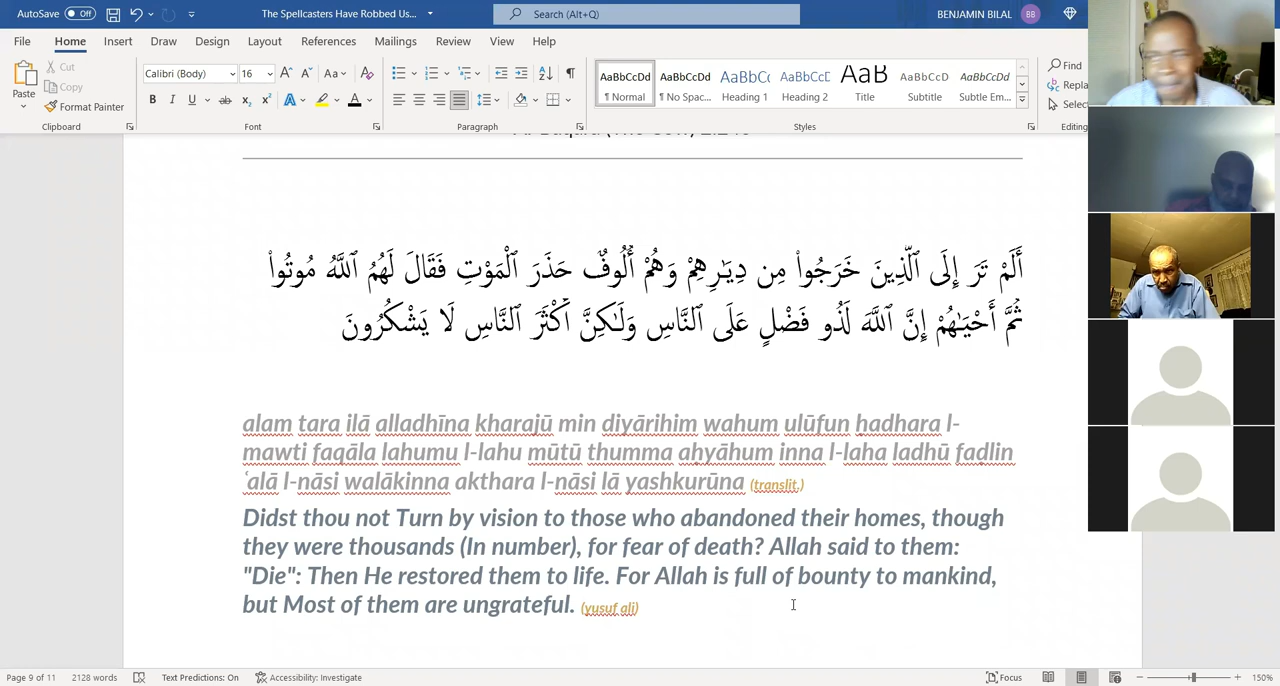 AutoSave Off The Spellcasters Have Robbed Us... Search (Alt+Q) BENJAMIN BILAL BB
File Home Insert Draw Design Layout References Mailings Review View Help
Paste Cut Copy Format Painter Calibri (Body) 16 Aa AaBbCcDd AaBbCcDd AaBbCc AaBbCcE AaB AaBbCcDd AaBbCcDd Find Repla Selec
¶ Normal ¶ No Spac... Heading 1 Heading 2 Title Subtitle Subtle Em...
Clipboard Font Paragraph Styles Editing
أَلَمْ تَرَ إِلَى ٱلَّذِينَ خَرَجُوا۟ مِن دِيَـٰرِهِمْ وَهُمْ أُلُوفٌ حَذَرَ ٱلْمَوْتِ فَقَالَ لَهُمُ ٱللَّهُ مُوتُوا۟
ثُمَّ أَحْيَـٰهُمْ إِنَّ ٱللَّهَ لَذُو فَضْلٍ عَلَى ٱلنَّاسِ وَلَـٰكِنَّ أَكْثَرَ ٱلنَّاسِ لَا يَشْكُرُونَ
alam tara ilā alladhīna kharajū min diyārihim wahum ulūfun ḥadhara l-
mawti faqāla lahumu l-lahu mūtū thumma aḥyāhum inna l-laha ladhū faḍlin
ʿalā l-nāsi walākinna akthara l-nāsi lā yashkurūna (translit.)
Didst thou not Turn by vision to those who abandoned their homes, though
they were thousands (In number), for fear of death? Allah said to them:
"Die": Then He restored them to life. For Allah is full of bounty to mankind,
but Most of them are ungrateful. (yusuf ali)
Page 9 of 11 2128 words Text Predictions: On Accessibility: Investigate Focus 150%